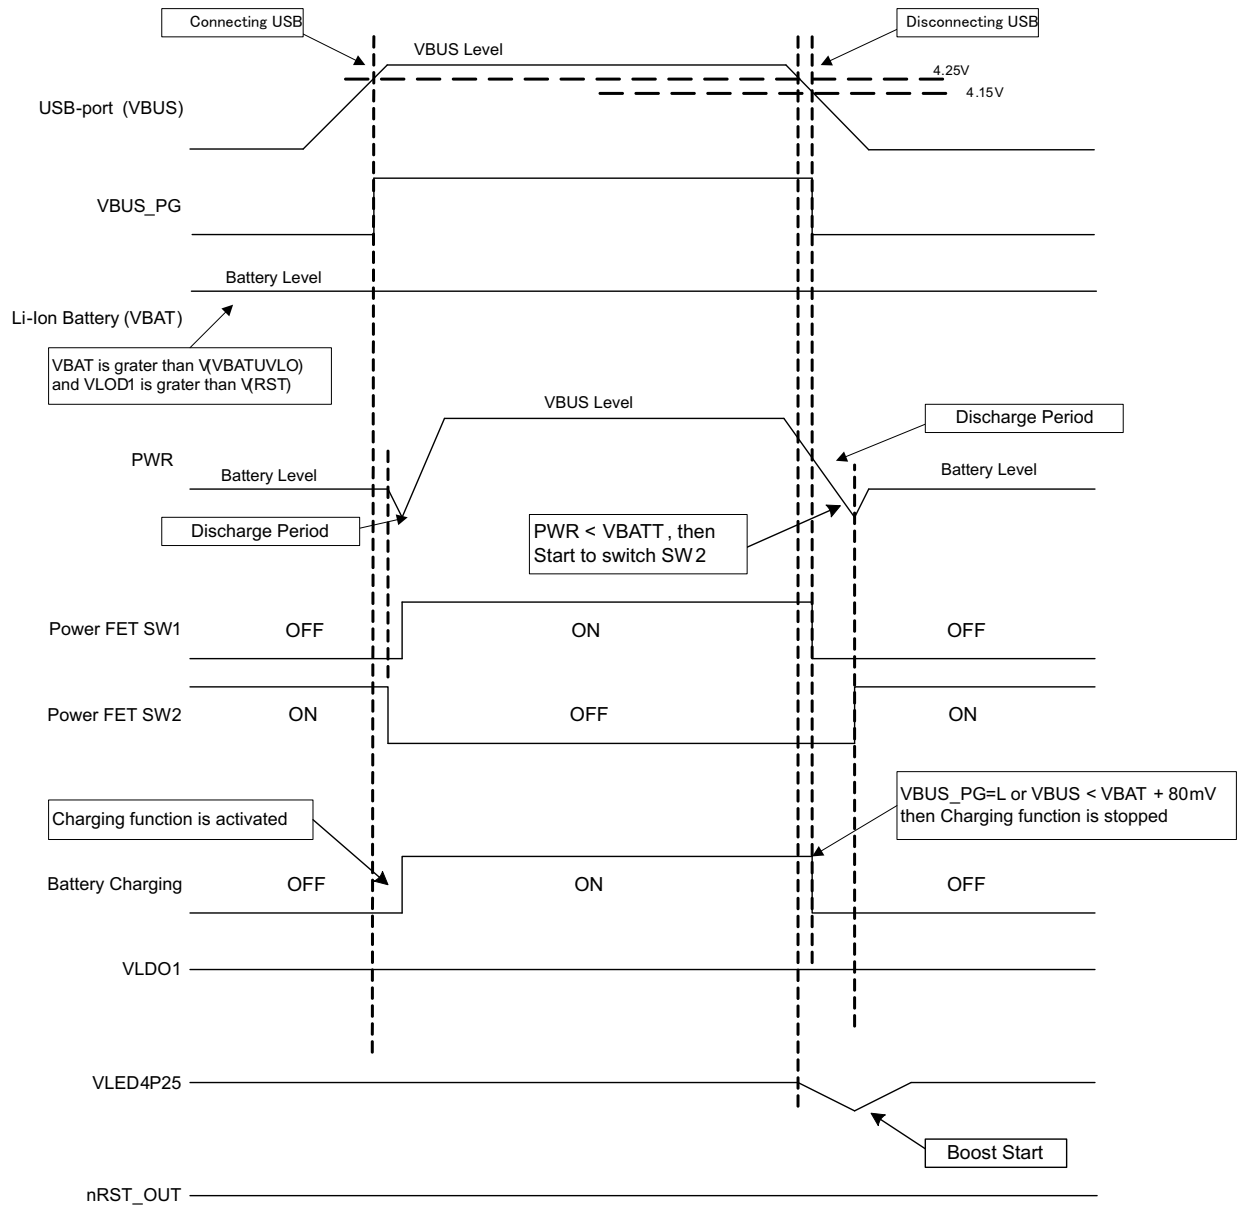 Connecting USB
Disconnecting USB
VBUS Level
4.25V
4.15V
USB-port (VBUS)
VBUS_PG
Battery Level
Li-Ion Battery (VBAT)
VBAT is grater than V(VBATUVLO)
and VLOD1 is grater than V(RST)
VBUS Level
Discharge Period
PWR
Battery Level
Battery Level
Discharge Period
PWR < VBATT, then
Start to switch SW2
Power FET SW1
OFF
ON
OFF
Power FET SW2
ON
OFF
ON
VBUS_PG=L or VBUS < VBAT + 80mV
then Charging function is stopped
Charging function is activated
Battery Charging
OFF
ON
OFF
VLDO1
VLED4P25
Boost Start
nRST_OUT